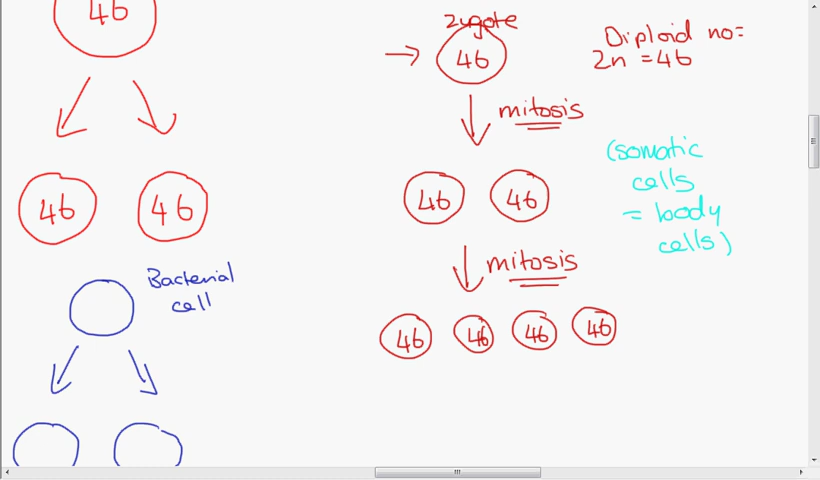 46
46 46
Bacterial
cell
zygote
46
Diploid no=
2n = 46
mitosis
46 46
(somatic
cells
= body
cells)
mitosis
46 46 46 46